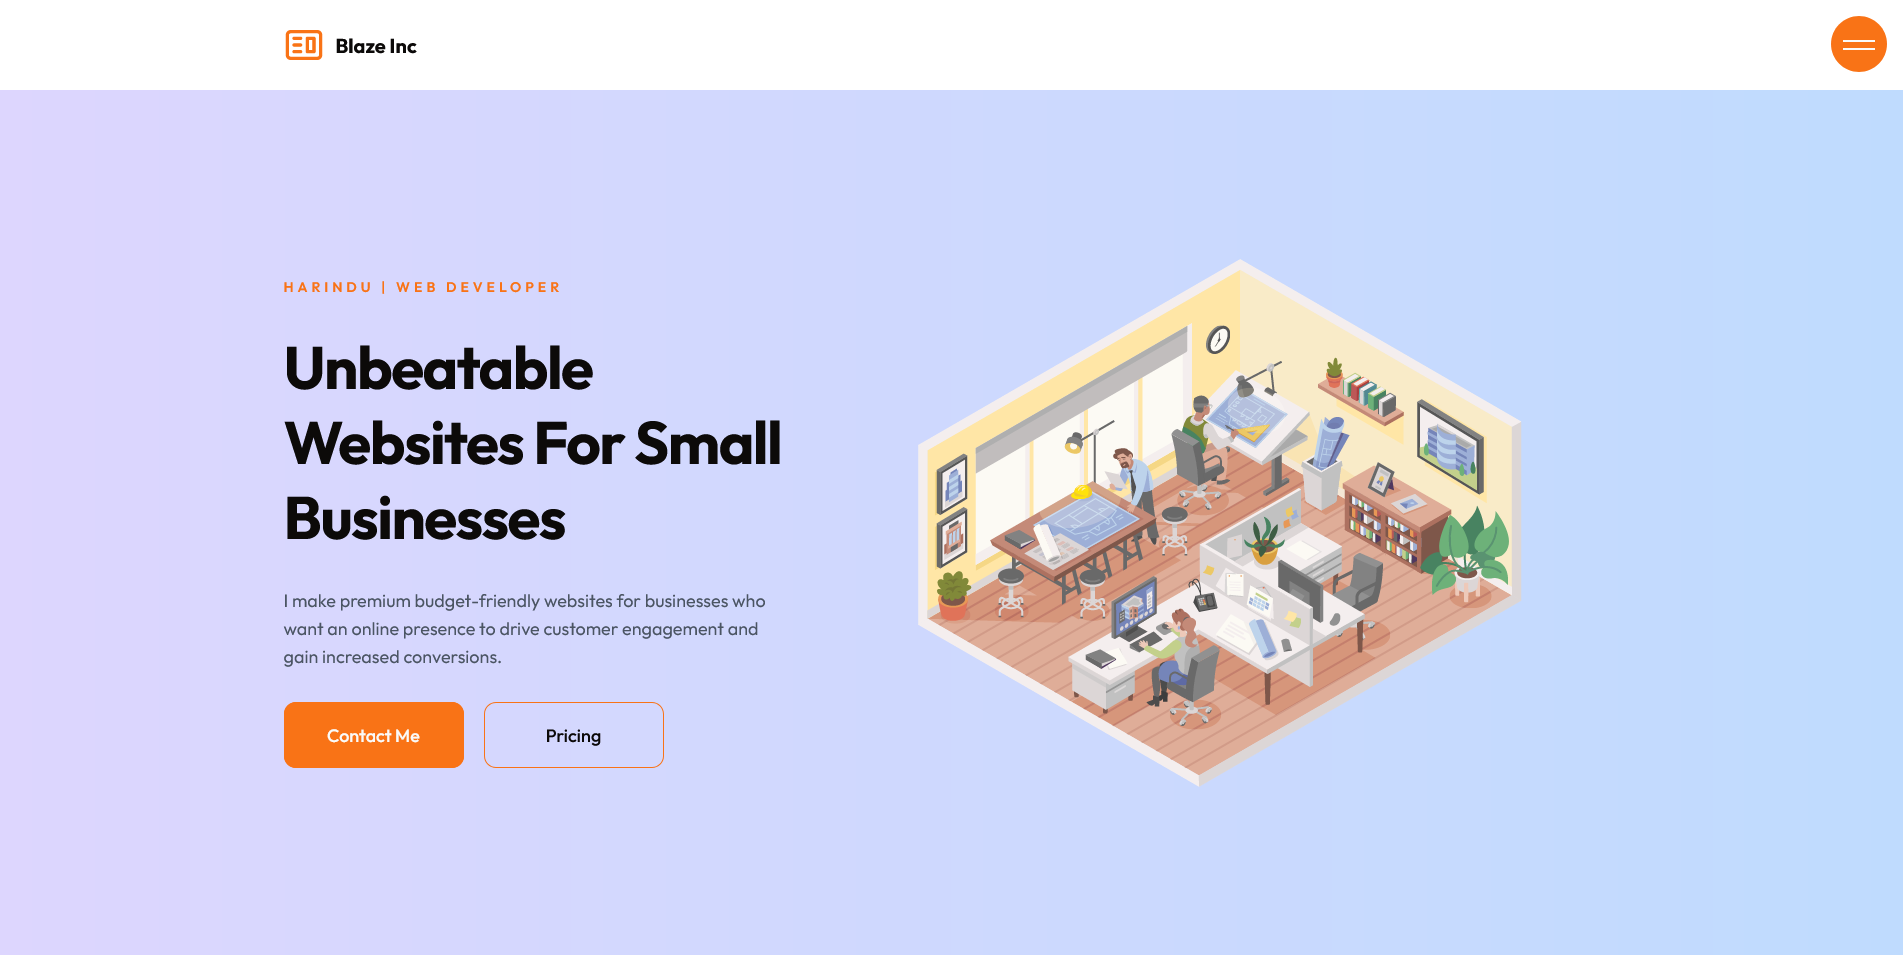 Blaze Inc
HARINDU | WEB DEVELOPER
Unbeatable
Websites For Small
Businesses
I make premium budget-friendly websites for businesses who
want an online presence to drive customer engagement and
gain increased conversions.
Contact Me
Pricing